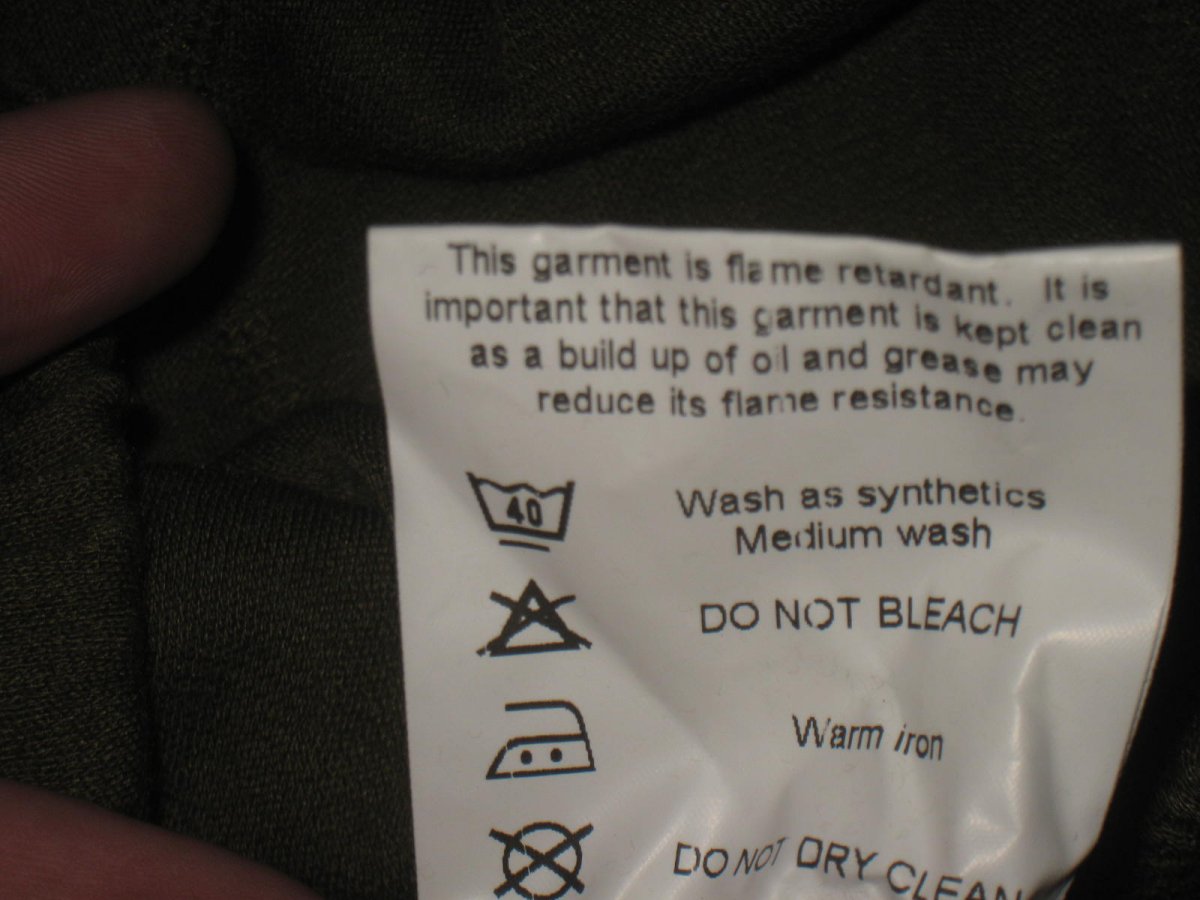 This garment is flame retardant. It is
important that this garment is kept clean
as a build up of oil and grease may
reduce its flame resistance.
40
Wash as synthetics
Medium wash
DO NOT BLEACH
Warm iron
DO NOT DRY CLEAN